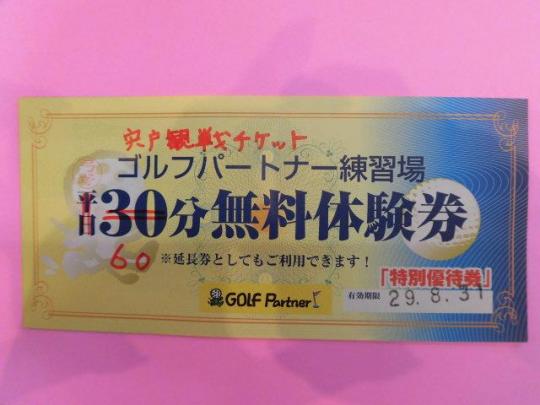 宍戸観戦チケット
ゴルフパートナー練習場
平日30分無料体験券
60
※延長券としてもご利用できます！
「特別優待券」
GOLF Partner
有効期限 29.8.31